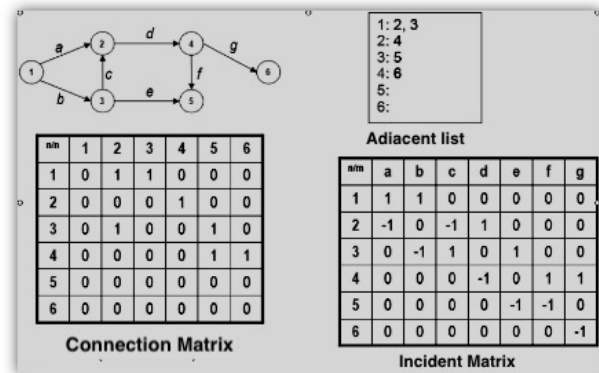 a
d
g
b
c
e
f
1
2
3
4
5
6
1: 2, 3
2: 4
3: 5
4: 6
5:
6:
Adiacent list
n/n 1 2 3 4 5 6
1 0 1 1 0 0 0
2 0 0 0 1 0 0
3 0 1 0 0 1 0
4 0 0 0 0 1 1
5 0 0 0 0 0 0
6 0 0 0 0 0 0
Connection Matrix
n/m a b c d e f g
1 1 1 0 0 0 0 0
2 -1 0 -1 1 0 0 0
3 0 -1 1 0 1 0 0
4 0 0 0 -1 0 1 1
5 0 0 0 0 -1 -1 0
6 0 0 0 0 0 0 -1
Incident Matrix